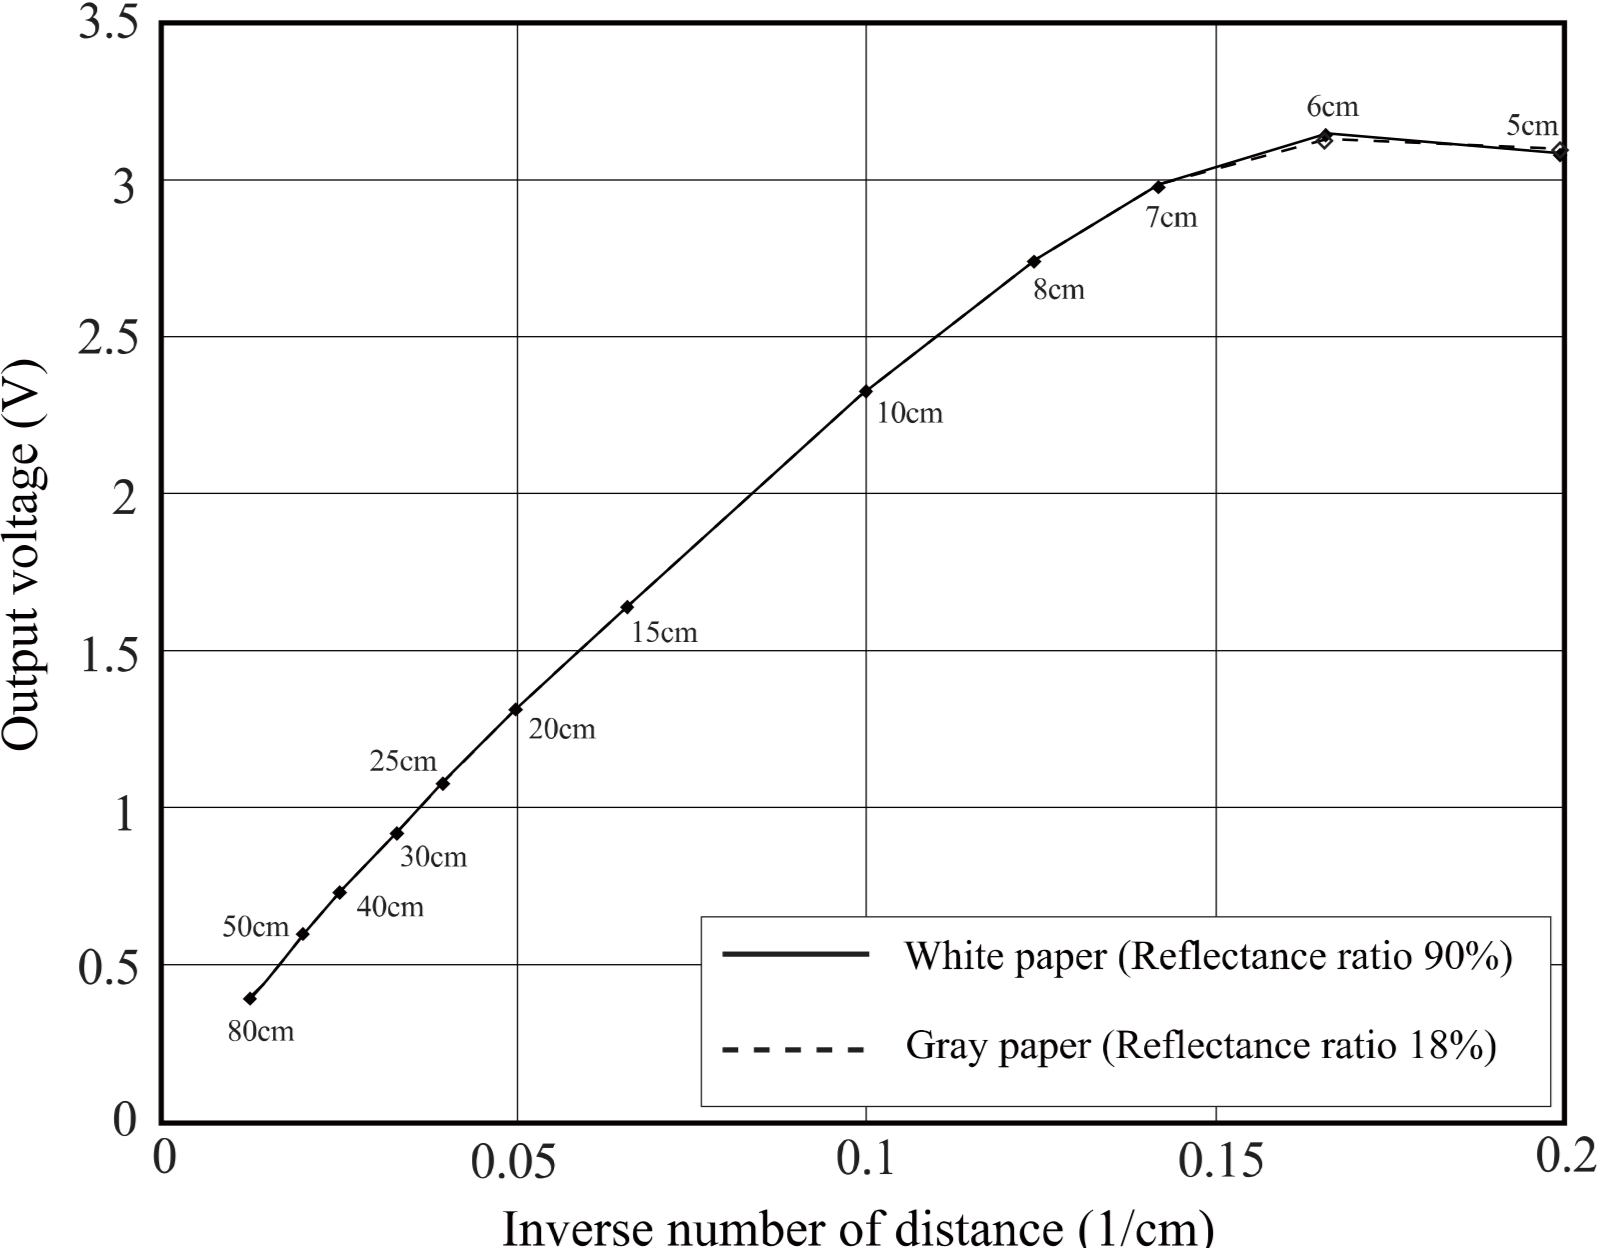 3.5
3
2.5
2
1.5
1
0.5
0
Output voltage (V)
6cm
5cm
7cm
8cm
10cm
15cm
20cm
25cm
30cm
40cm
50cm
80cm
White paper (Reflectance ratio 90%)
Gray paper (Reflectance ratio 18%)
0 0.05 0.1 0.15 0.2
Inverse number of distance (1/cm)